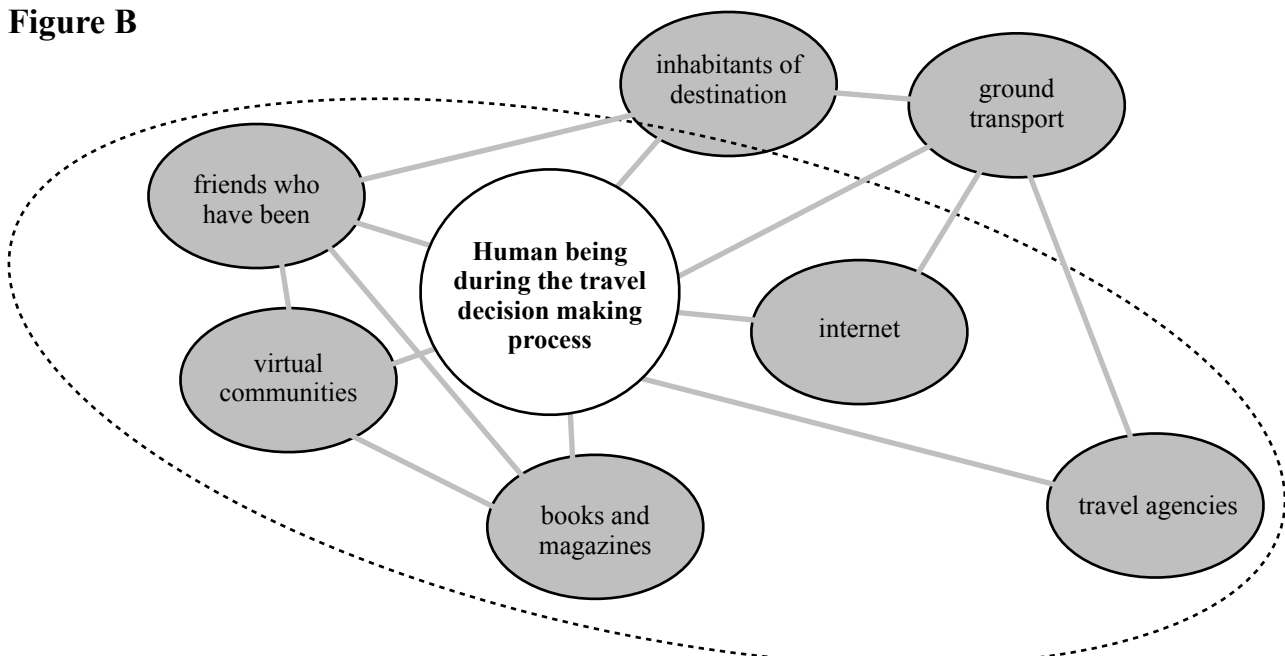 Figure B
inhabitants of
destination
ground
transport
friends who
have been
Human being
during the travel
decision making
process
internet
virtual
communities
books and
magazines
travel agencies